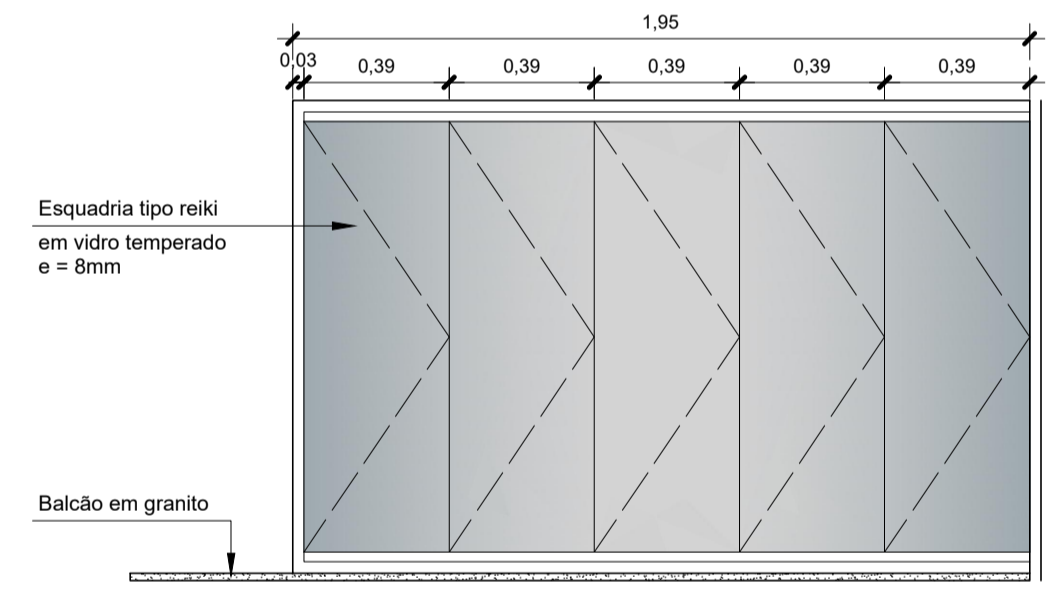 1,95
0,03 0,39 0,39 0,39 0,39 0,39
Esquadria tipo reiki
em vidro temperado
e = 8mm
Balcão em granito